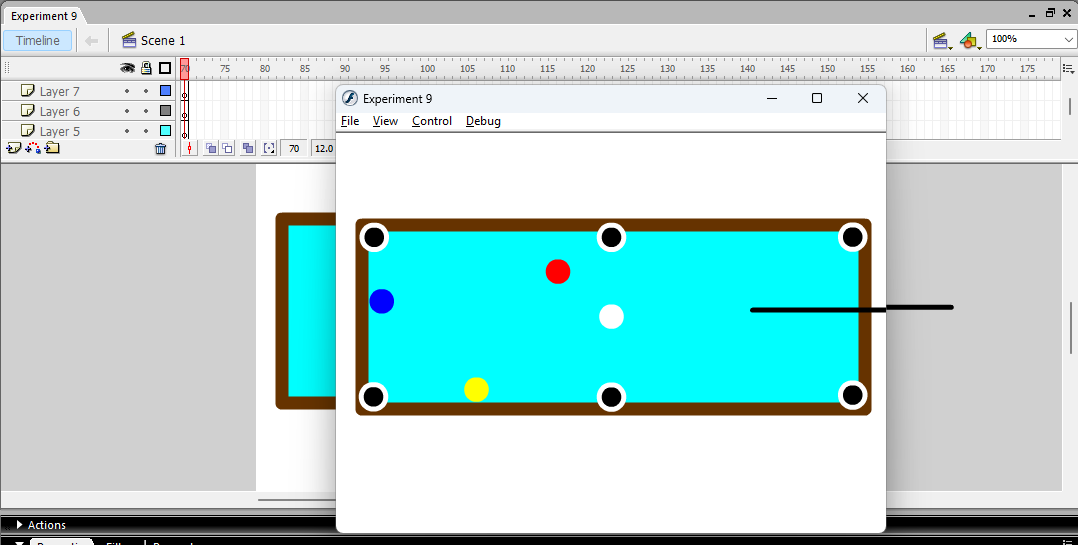 Experiment 9
Timeline Scene 1 100%
70 75 80 85 90 95 100 105 110 115 120 125 130 135 140 145 150 155 160 165 170 175
Layer 7
Layer 6
Layer 5
70 12.0
Experiment 9
File View Control Debug
Actions